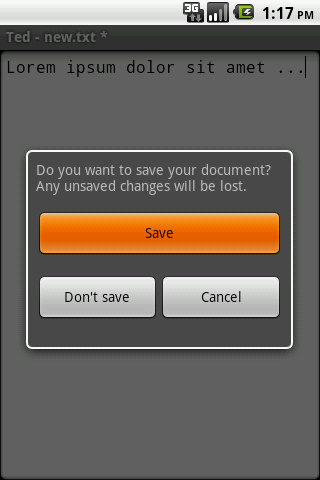 3G 1:17 PM
Ted - new.txt *
Lorem ipsum dolor sit amet ...
Do you want to save your document?
Any unsaved changes will be lost.
Save
Don't save Cancel